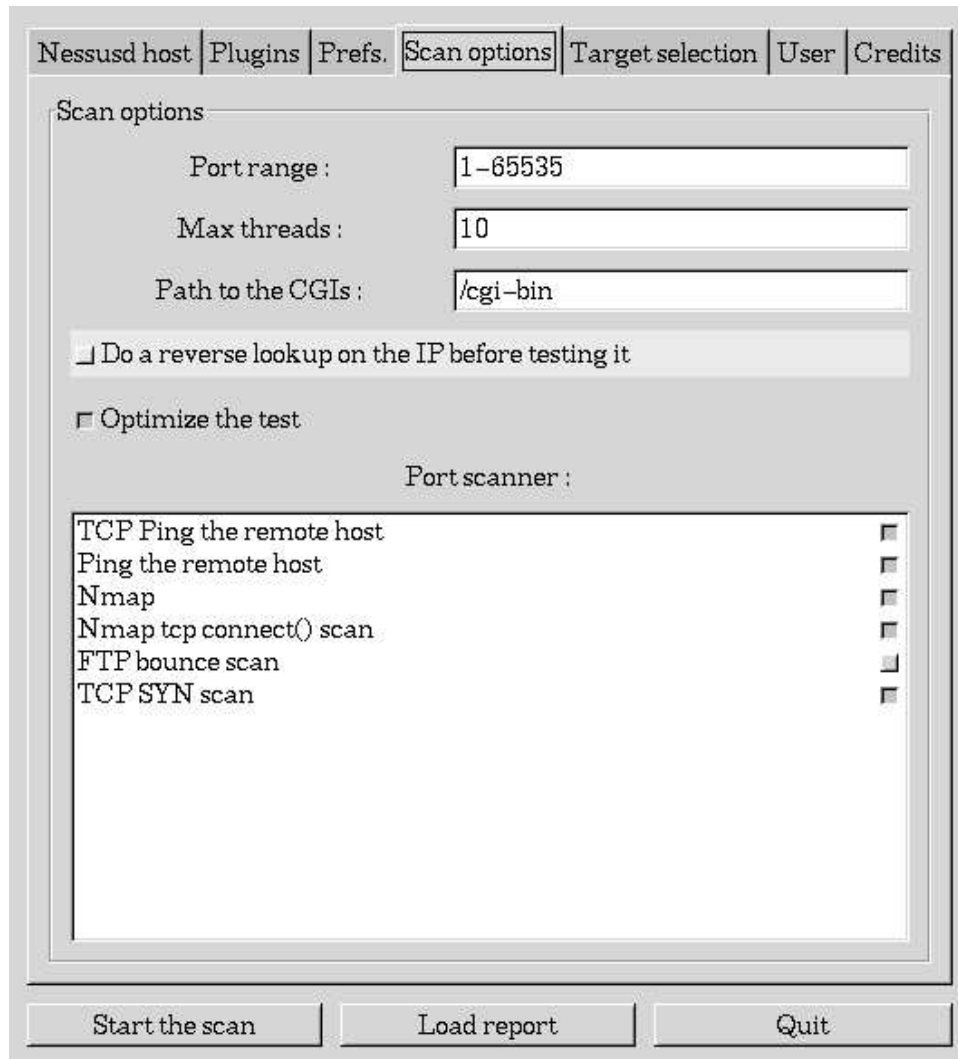 Nessusd host Plugins Prefs. Scan options Target selection User Credits
Scan options
Port range : 1-65535
Max threads : 10
Path to the CGIs : /cgi-bin
Do a reverse lookup on the IP before testing it
Optimize the test
Port scanner :
TCP Ping the remote host
Ping the remote host
Nmap
Nmap tcp connect() scan
FTP bounce scan
TCP SYN scan
Start the scan Load report Quit